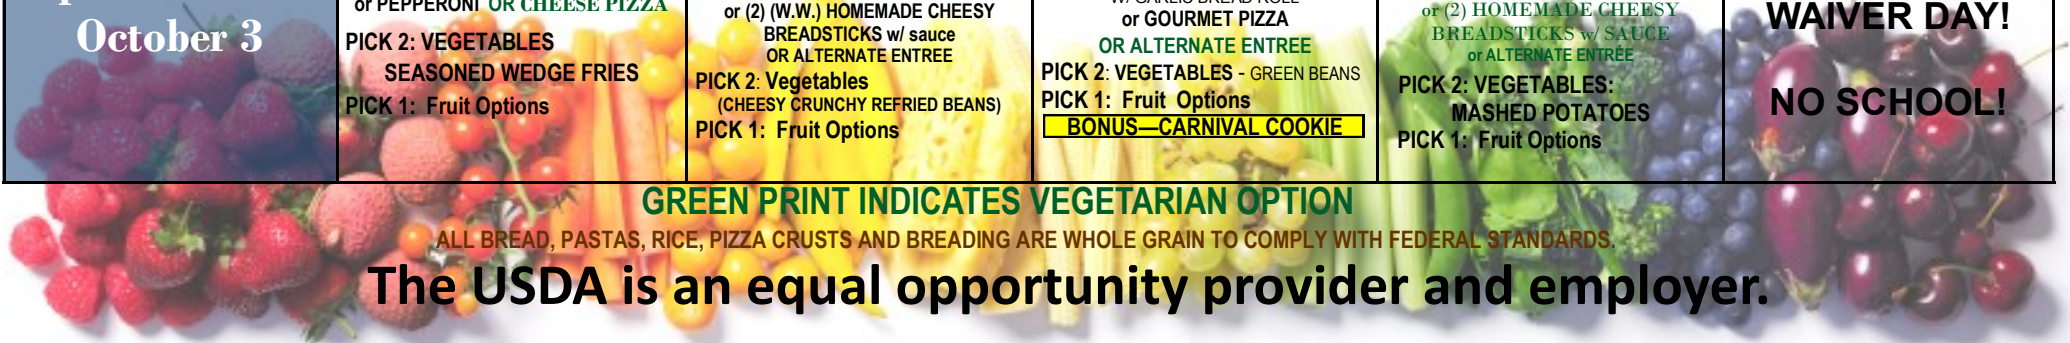 October 3
or PEPPERONI OR CHEESE PIZZA
PICK 2: VEGETABLES
SEASONED WEDGE FRIES
PICK 1: Fruit Options
or (2) (W.W.) HOMEMADE CHEESY
BREADSTICKS w/ sauce
OR ALTERNATE ENTREE
PICK 2: Vegetables
(CHEESY CRUNCHY REFRIED BEANS)
PICK 1: Fruit Options
W/ GARLIC BREAD ROLL
or GOURMET PIZZA
OR ALTERNATE ENTREE
PICK 2: VEGETABLES - GREEN BEANS
PICK 1: Fruit Options
BONUS—CARNIVAL COOKIE
or (2) HOMEMADE CHEESY
BREADSTICKS w/ SAUCE
or ALTERNATE ENTRÉE
PICK 2: VEGETABLES:
MASHED POTATOES
PICK 1: Fruit Options
WAIVER DAY!
NO SCHOOL!
GREEN PRINT INDICATES VEGETARIAN OPTION
ALL BREAD, PASTAS, RICE, PIZZA CRUSTS AND BREADING ARE WHOLE GRAIN TO COMPLY WITH FEDERAL STANDARDS.
The USDA is an equal opportunity provider and employer.